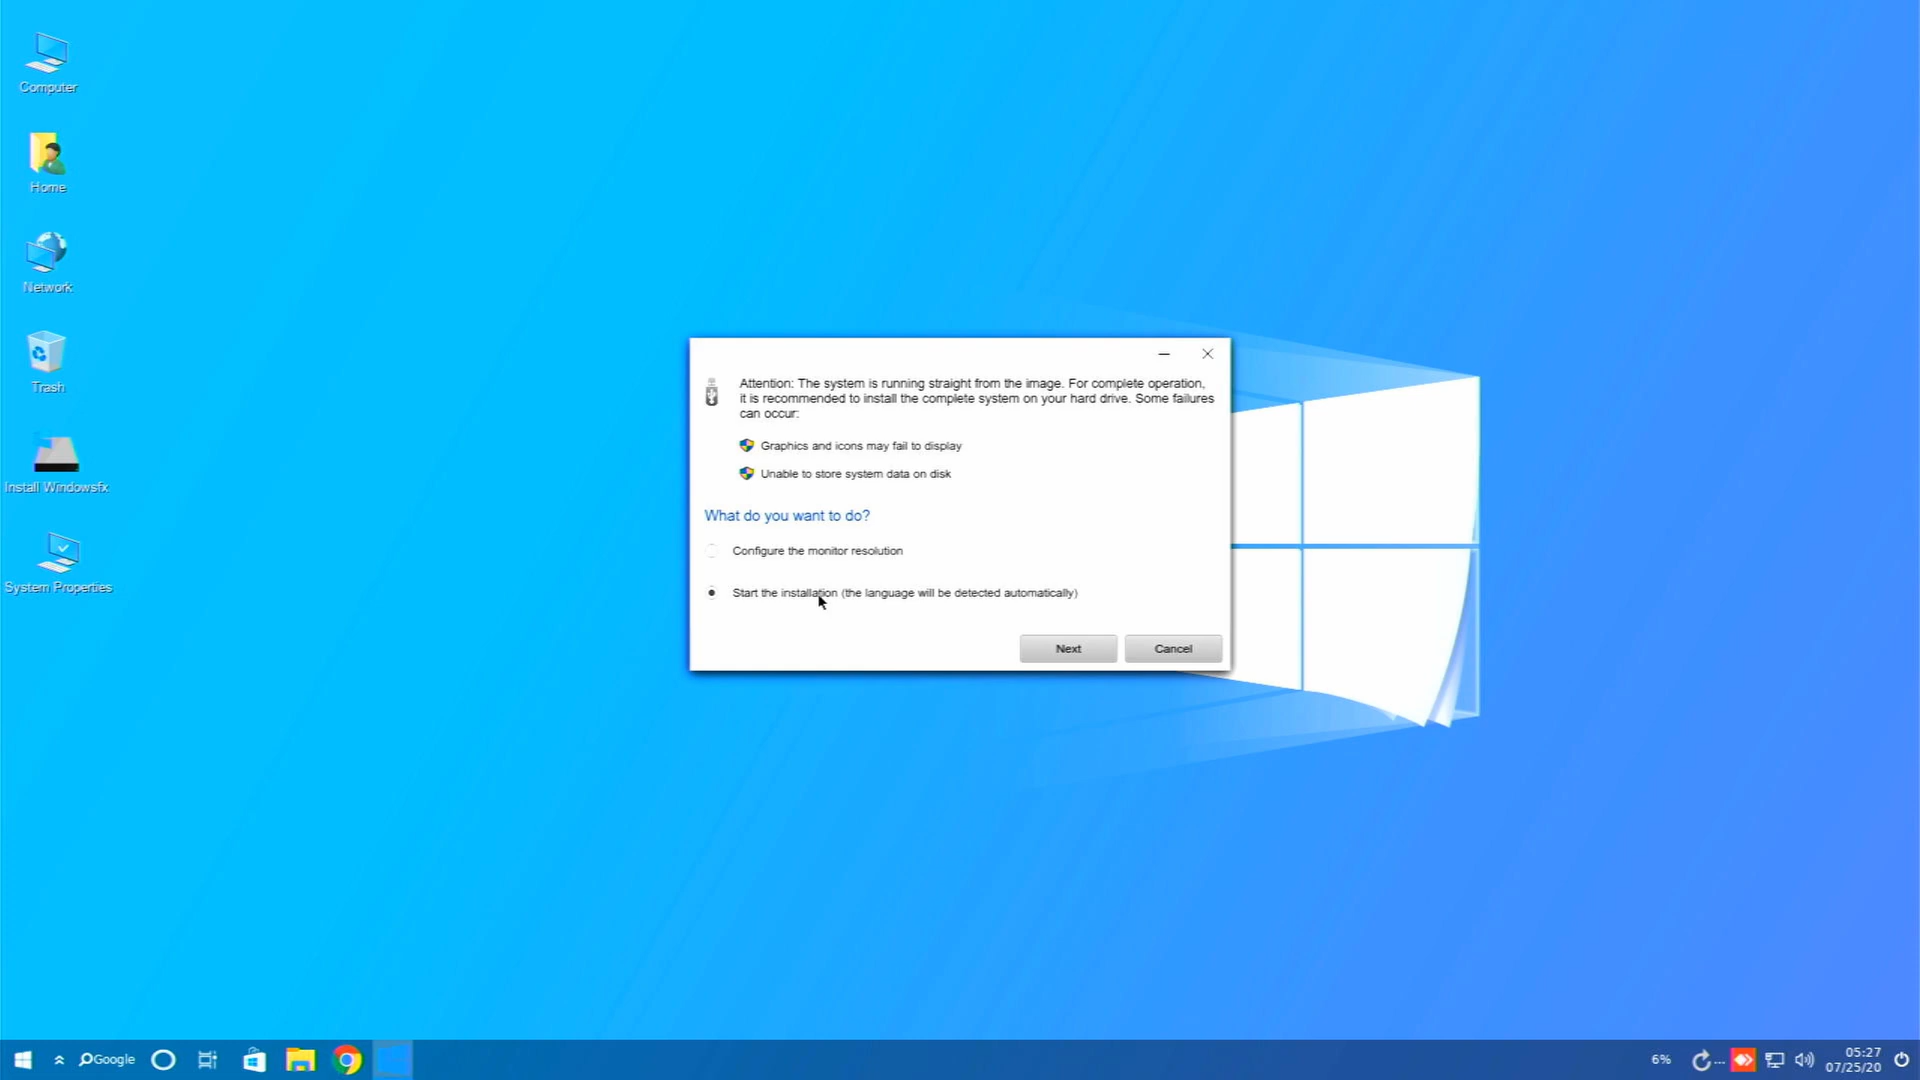 Computer
Home
Network
Trash
Install Windowsfx
System Properties
Attention: The system is running straight from the image. For complete operation,
it is recommended to install the complete system on your hard drive. Some failures
can occur:
Graphics and icons may fail to display
Unable to store system data on disk
What do you want to do?
Configure the monitor resolution
Start the installation (the language will be detected automatically)
Next Cancel
Google
6%
...
05:27
07/25/20